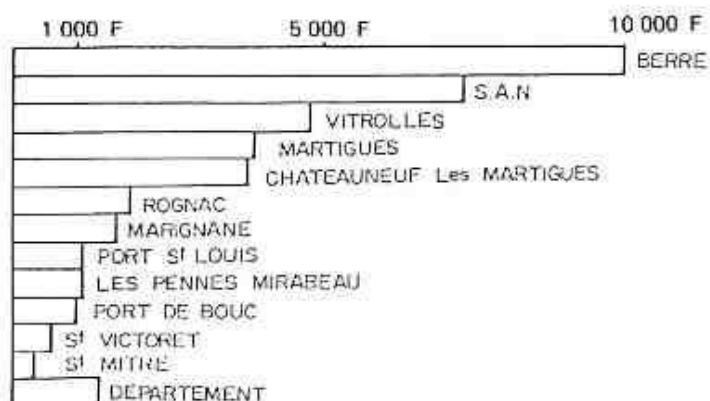 1 000 F 5 000 F 10 000 F
BERRE
S.A.N
VITROLLES
MARTIGUES
CHATEAUNEUF Les MARTIGUES
ROGNAC
MARIGNANE
PORT St LOUIS
LES PENNES MIRABEAU
PORT DE BOUC
St VICTORET
St MITRE
DEPARTEMENT